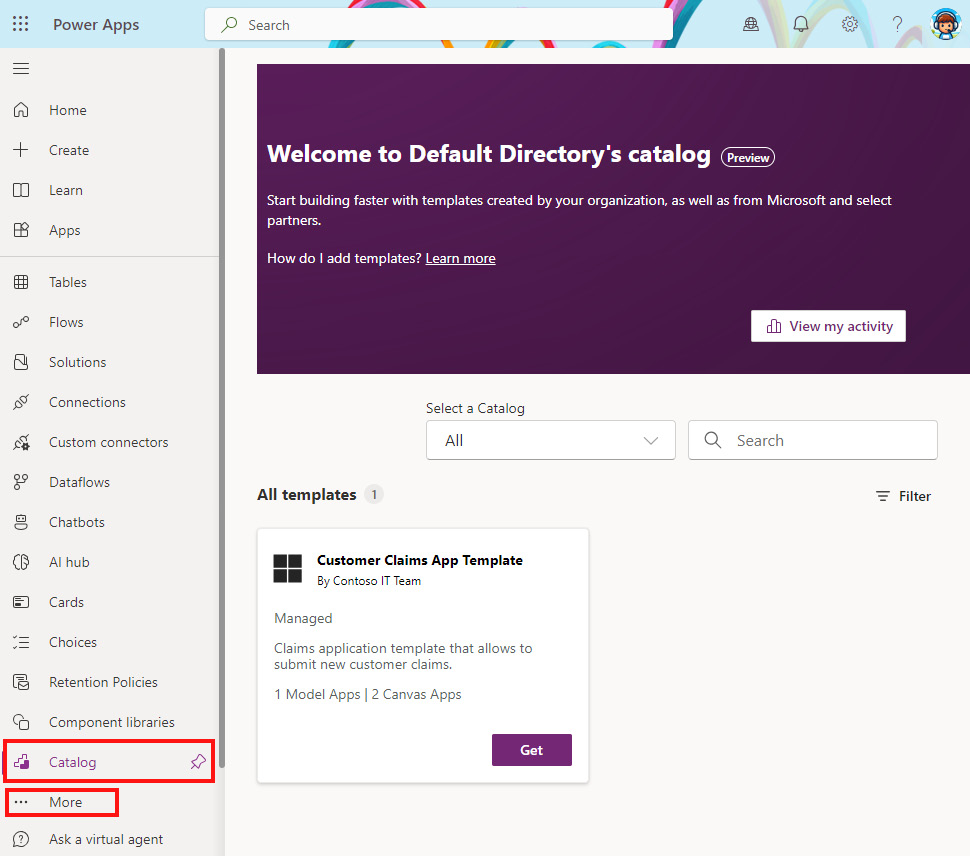 Power Apps
Search
Home
Create
Learn
Apps
Tables
Flows
Solutions
Connections
Custom connectors
Dataflows
Chatbots
AI hub
Cards
Choices
Retention Policies
Component libraries
Catalog
More
Ask a virtual agent
Welcome to Default Directory's catalog Preview
Start building faster with templates created by your organization, as well as from Microsoft and select
partners.
How do I add templates? Learn more
View my activity
Select a Catalog
All
Search
All templates 1
Filter
Customer Claims App Template
By Contoso IT Team
Managed
Claims application template that allows to
submit new customer claims.
1 Model Apps | 2 Canvas Apps
Get